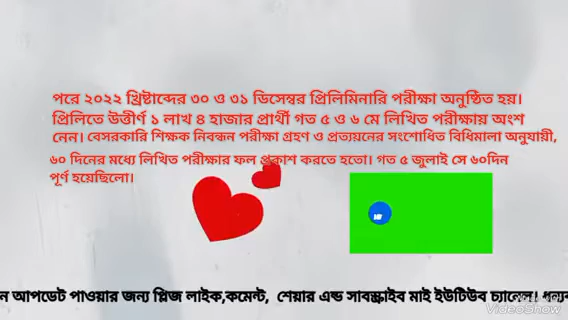 পরে ২০২২ খ্রিষ্টাব্দের ৩০ ও ৩১ ডিসেম্বর প্রিলিমিনারি পরীক্ষা অনুষ্ঠিত হয়।
প্রিলিতে উত্তীর্ণ ১ লাখ ৪ হাজার প্রার্থী গত ৫ ও ৬ মে লিখিত পরীক্ষায় অংশ
নেন। বেসরকারি শিক্ষক নিবন্ধন পরীক্ষা গ্রহণ ও প্রত্যয়নের সংশোধিত বিধিমালা অনুযায়ী,
৬০ দিনের মধ্যে লিখিত পরীক্ষার ফল প্রকাশ করতে হতো। গত ৫ জুলাই সে ৬০দিন
পূর্ণ হয়েছিলো।
ন আপডেট পাওয়ার জন্য প্লিজ লাইক,কমেন্ট, শেয়ার এন্ড সাবস্ক্রাইব মাই ইউটিউব চ্যানেল।
VideoShow